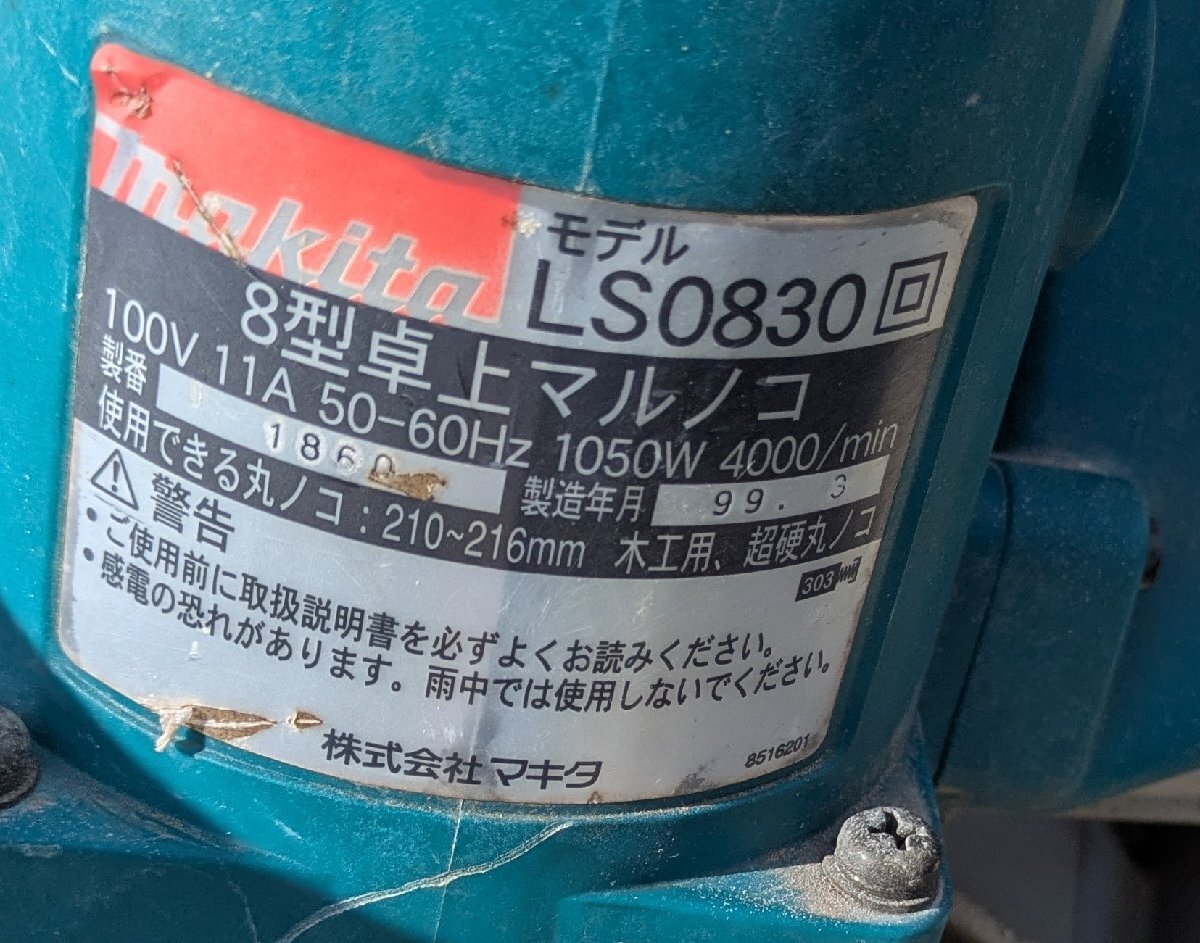 makita
モデル
LS0830
8型卓上マルノコ
100V 11A 50-60Hz 1050W 4000/min
製番 1860 製造年月 99. 3
使用できる丸ノコ:210~216mm 木工用、超硬丸ノコ
警告
303
・ご使用前に取扱説明書を必ずよくお読みください。
・感電の恐れがあります。雨中では使用しないでください。
株式会社マキタ
8516201